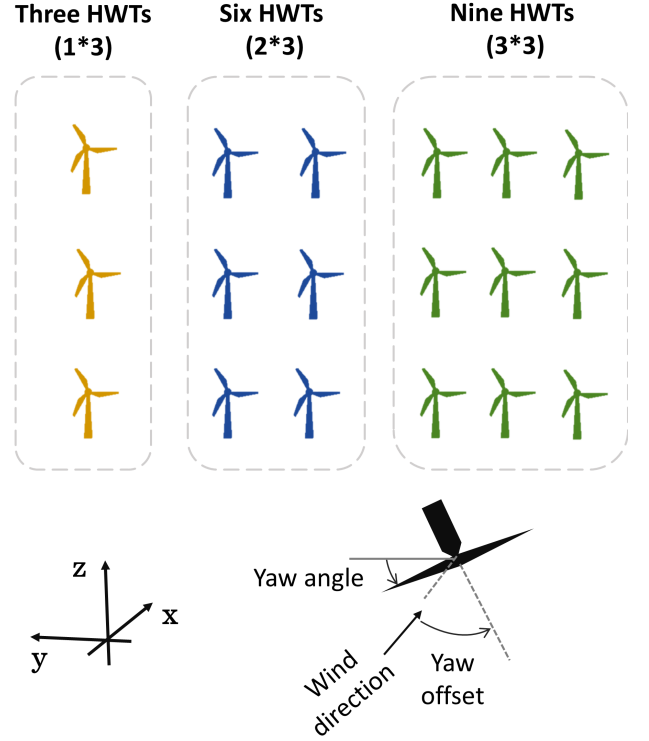 Three HWTs
(1*3)
Six HWTs
(2*3)
Nine HWTs
(3*3)
z
x
y
Yaw angle
Wind
direction
Yaw
offset